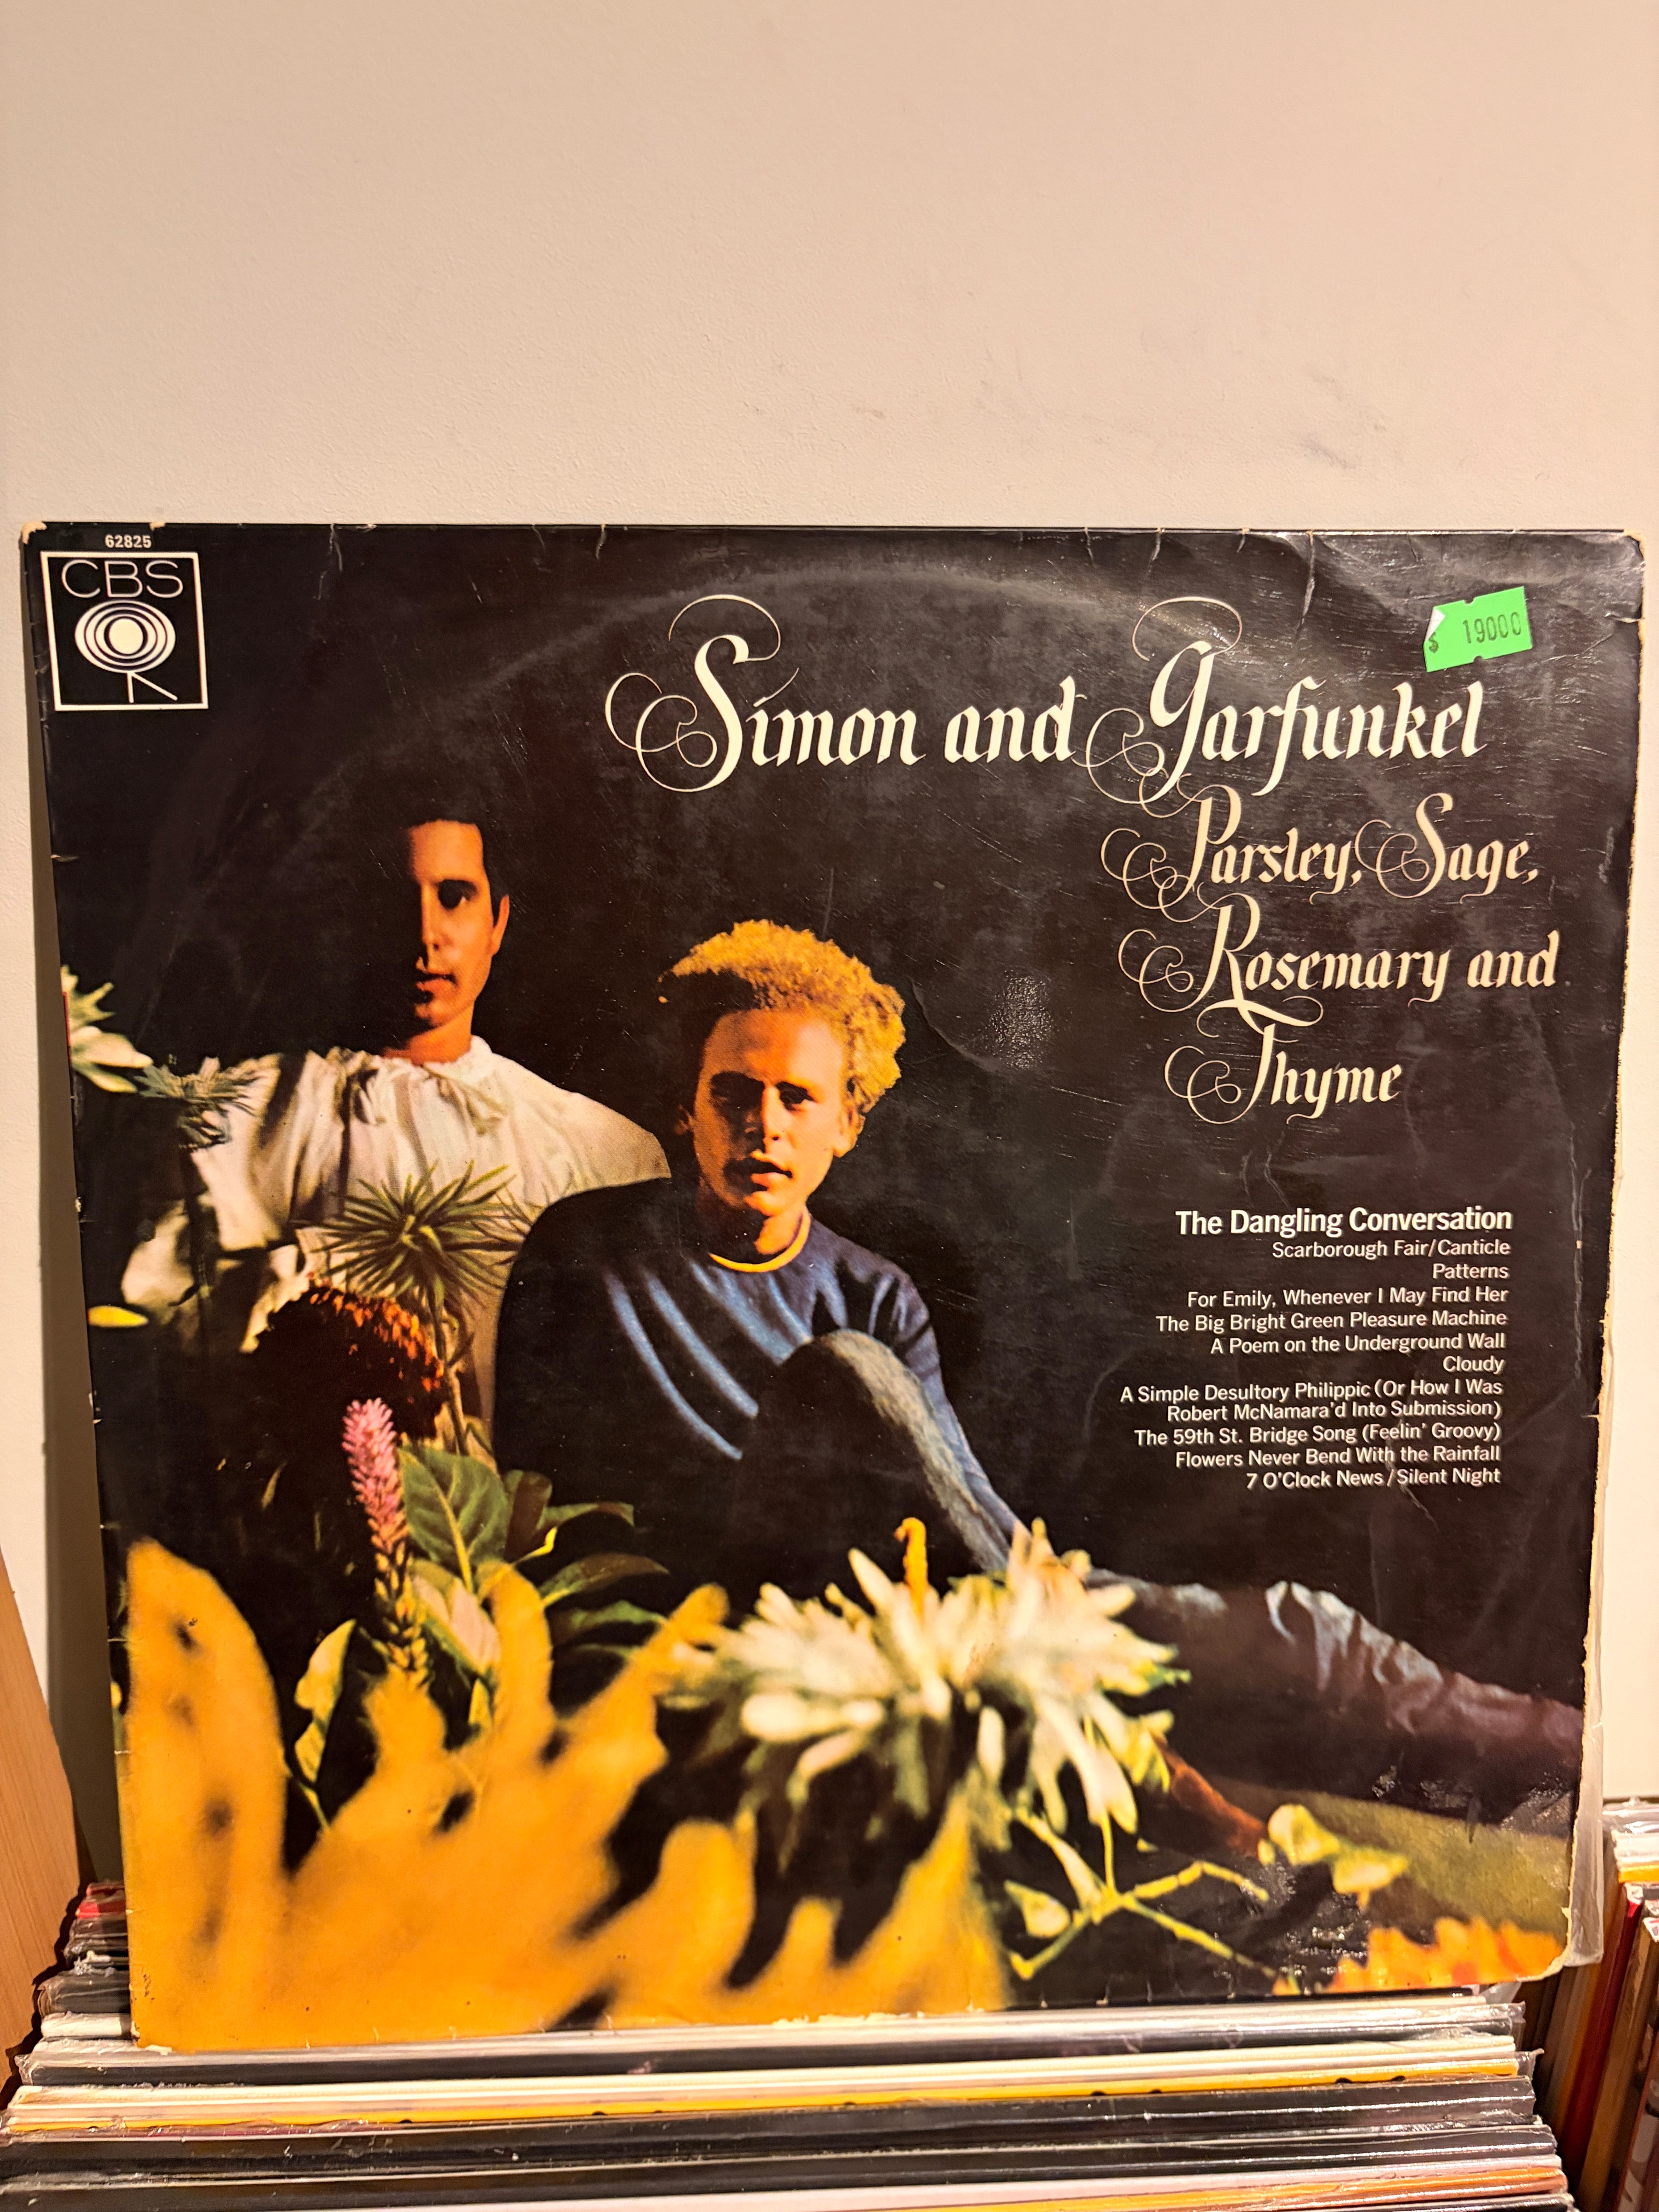 62825
CBS
$ 19000
Simon and Garfunkel
Parsley, Sage,
Rosemary and
Thyme
The Dangling Conversation
Scarborough Fair/Canticle
Patterns
For Emily, Whenever I May Find Her
The Big Bright Green Pleasure Machine
A Poem on the Underground Wall
Cloudy
A Simple Desultory Philippic (Or How I Was
Robert McNamara'd Into Submission)
The 59th St. Bridge Song (Feelin' Groovy)
Flowers Never Bend With the Rainfall
7 O'Clock News/Silent Night